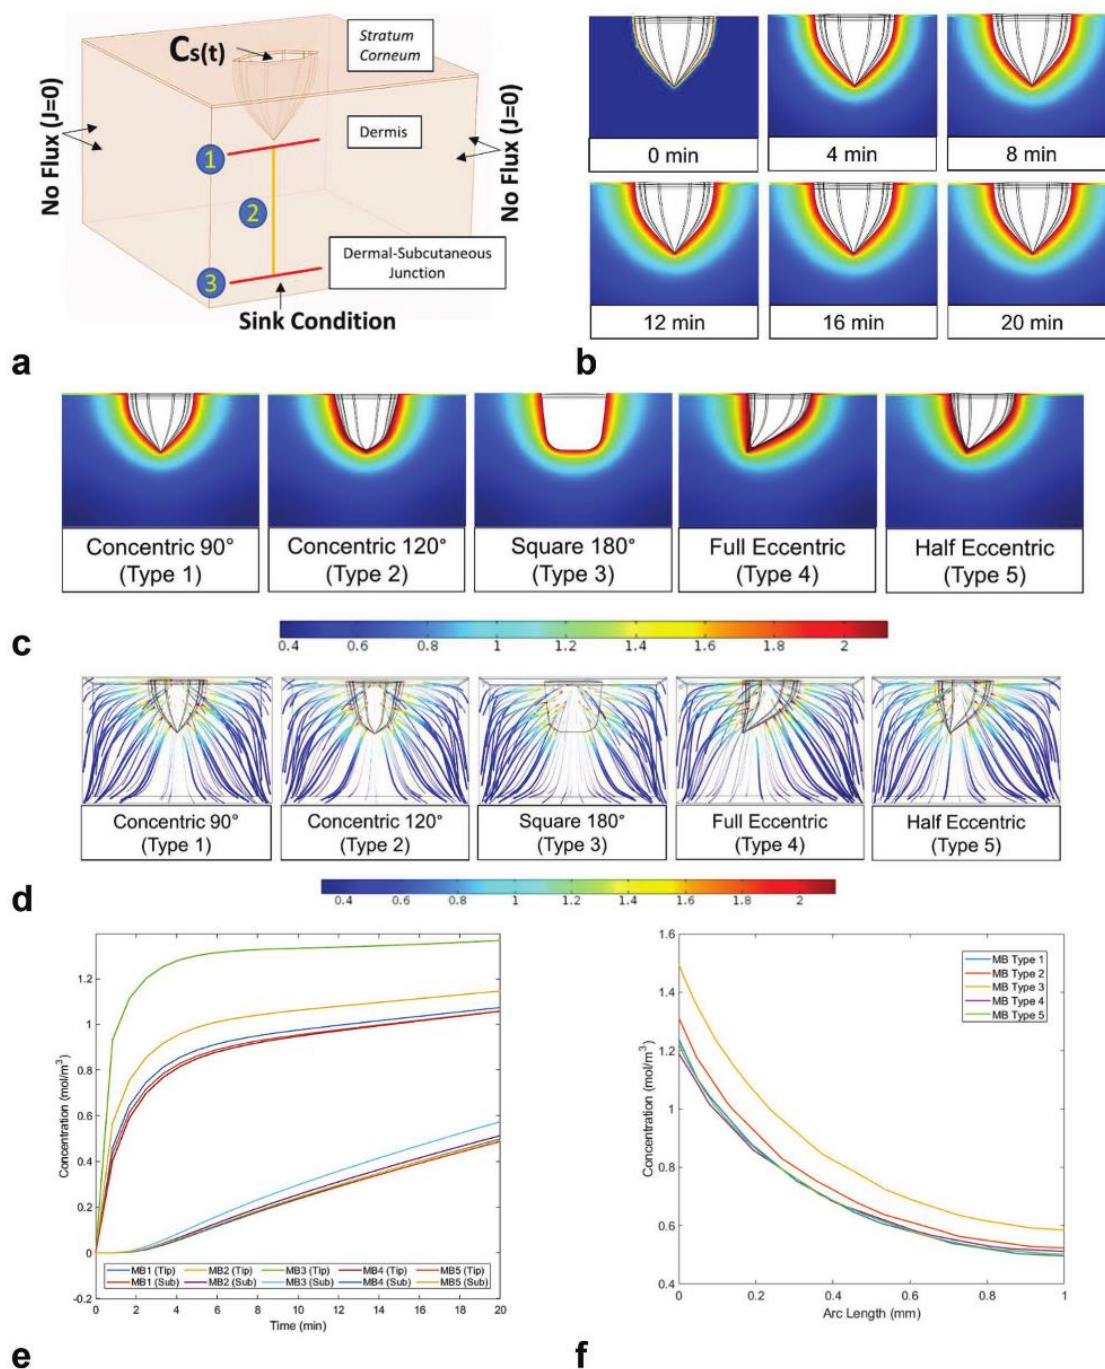 Cs(t)
Stratum
Corneum
No Flux (J=0)
Dermis
No Flux (J=0)
1
2
3
Dermal-Subcutaneous
Junction
Sink Condition
a
0 min
4 min
8 min
12 min
16 min
20 min
b
Concentric 90°
(Type 1)
Concentric 120°
(Type 2)
Square 180°
(Type 3)
Full Eccentric
(Type 4)
Half Eccentric
(Type 5)
0.4 0.6 0.8 1 1.2 1.4 1.6 1.8 2
c
Concentric 90°
(Type 1)
Concentric 120°
(Type 2)
Square 180°
(Type 3)
Full Eccentric
(Type 4)
Half Eccentric
(Type 5)
0.4 0.6 0.8 1 1.2 1.4 1.6 1.8 2
d
Concentration (mol/m³)
1.2
1
0.8
0.6
0.4
0.2
0
-0.2
MB1 (Tip) MB2 (Tip) MB3 (Tip) MB4 (Tip) MB5 (Tip)
MB1 (Sub) MB2 (Sub) MB3 (Sub) MB4 (Sub) MB5 (Sub)
0 2 4 6 8 10 12 14 16 18 20
Time (min)
e
Concentration (mol/m³)
1.6
1.4
1.2
1
0.8
0.6
0.4
MB Type 1
MB Type 2
MB Type 3
MB Type 4
MB Type 5
0 0.2 0.4 0.6 0.8 1
Arc Length (mm)
f